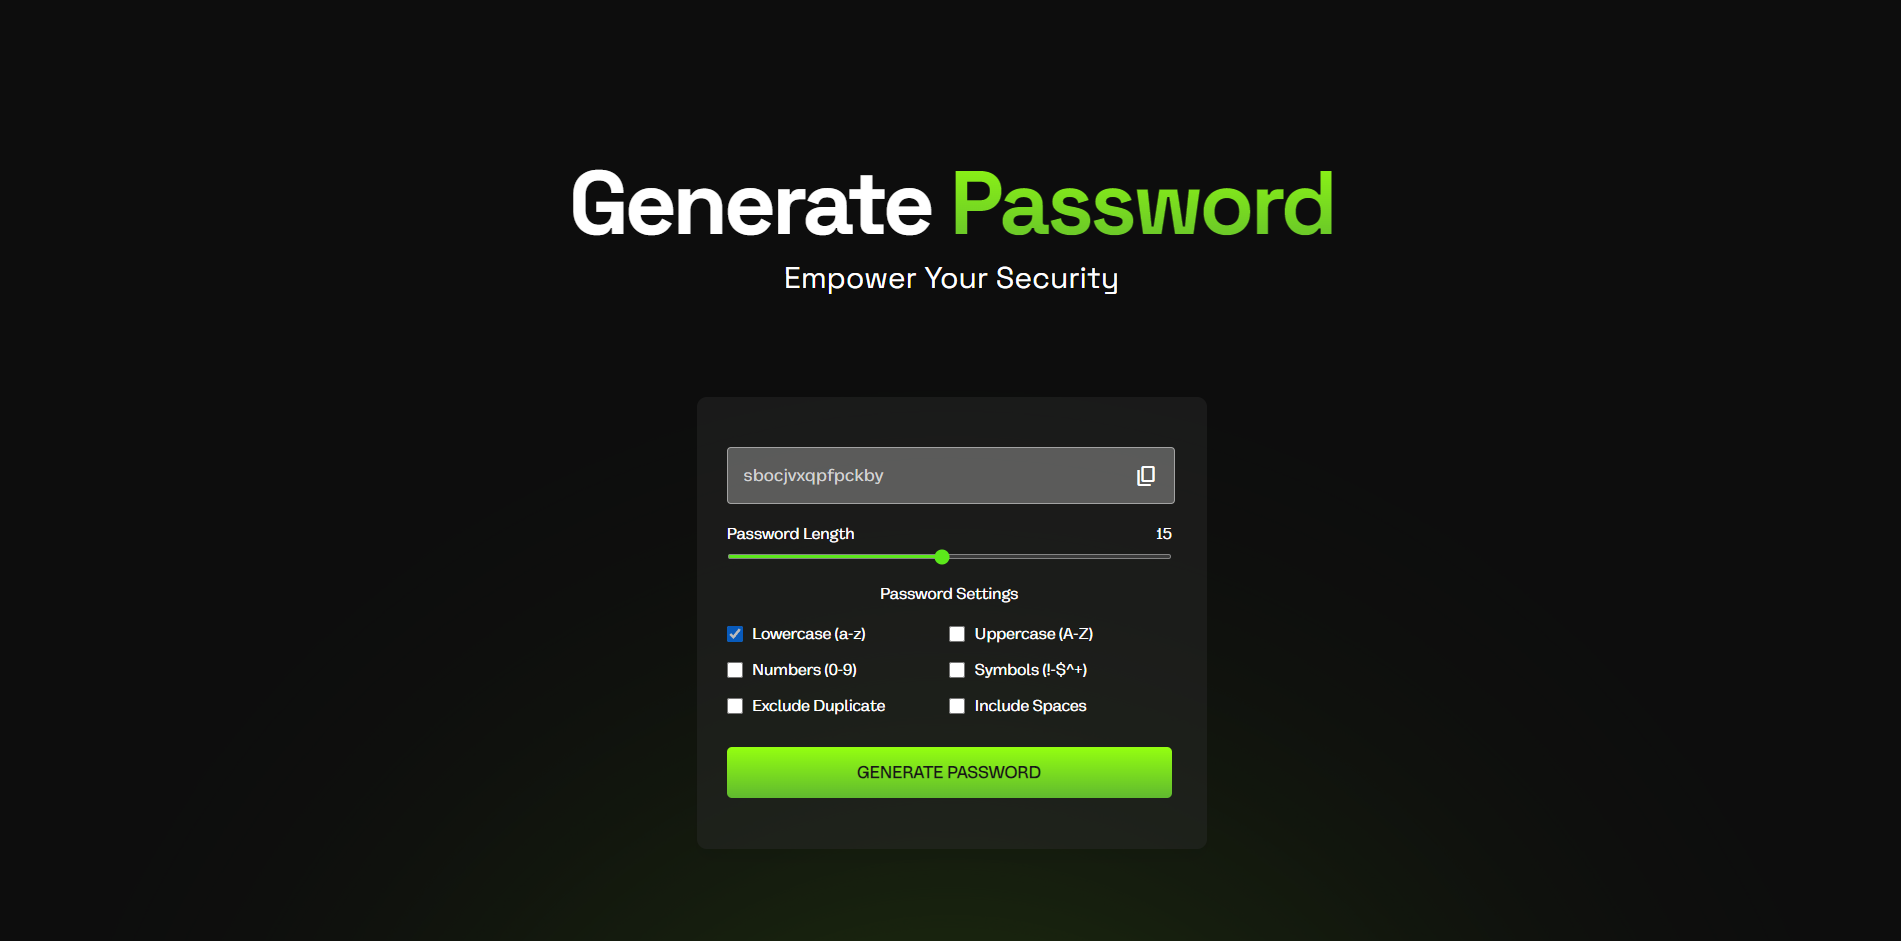 Generate Password
Empower Your Security
sbocjvxqpfpckby
Password Length 15
Password Settings
Lowercase (a-z) Uppercase (A-Z)
Numbers (0-9) Symbols (!-$^+)
Exclude Duplicate Include Spaces
GENERATE PASSWORD